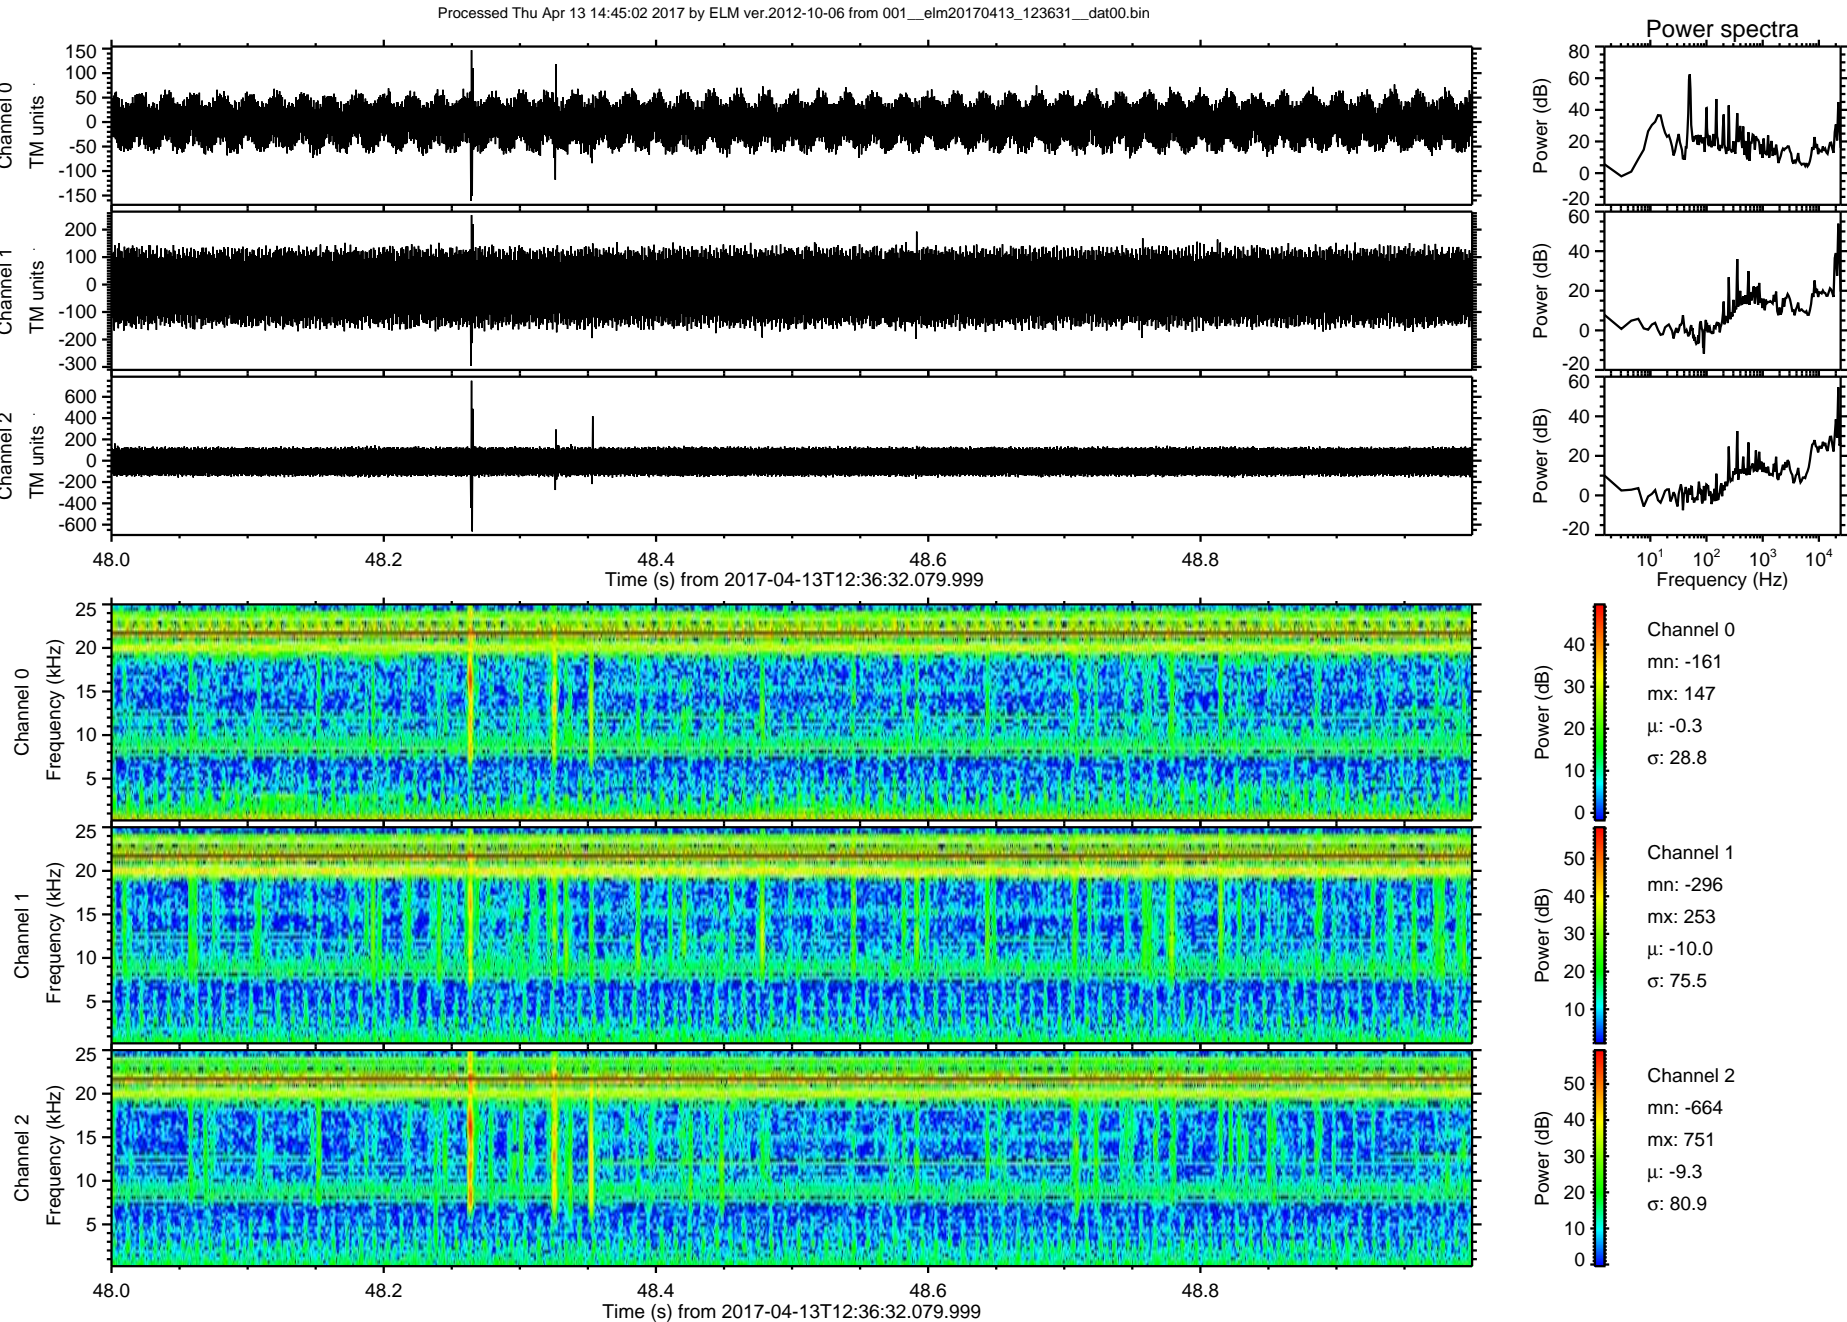 Processed Thu Apr 13 14:45:02 2017 by ELM ver.2012-10-06 from 001__elm20170413_123631__dat00.bin
Power spectra
Channel 0
TM units
150
100
50
0
-50
-100
-150
Power (dB)
80
60
40
20
0
-20
Channel 1
TM units
200
100
0
-100
-200
-300
Power (dB)
60
40
20
0
-20
Channel 2
TM units
600
400
200
0
-200
-400
-600
Power (dB)
60
40
20
0
-20
48.0 48.2 48.4 48.6 48.8
Time (s) from 2017-04-13T12:36:32.079.999
10¹ 10² 10³ 10⁴
Frequency (Hz)
Channel 0
Frequency (kHz)
25
20
15
10
5
Power (dB)
40
30
20
10
0
Channel 0
mn: -161
mx: 147
μ: -0.3
σ: 28.8
Channel 1
Frequency (kHz)
25
20
15
10
5
Power (dB)
50
40
30
20
10
Channel 1
mn: -296
mx: 253
μ: -10.0
σ: 75.5
Channel 2
Frequency (kHz)
25
20
15
10
5
Power (dB)
50
40
30
20
10
0
Channel 2
mn: -664
mx: 751
μ: -9.3
σ: 80.9
48.0 48.2 48.4 48.6 48.8
Time (s) from 2017-04-13T12:36:32.079.999